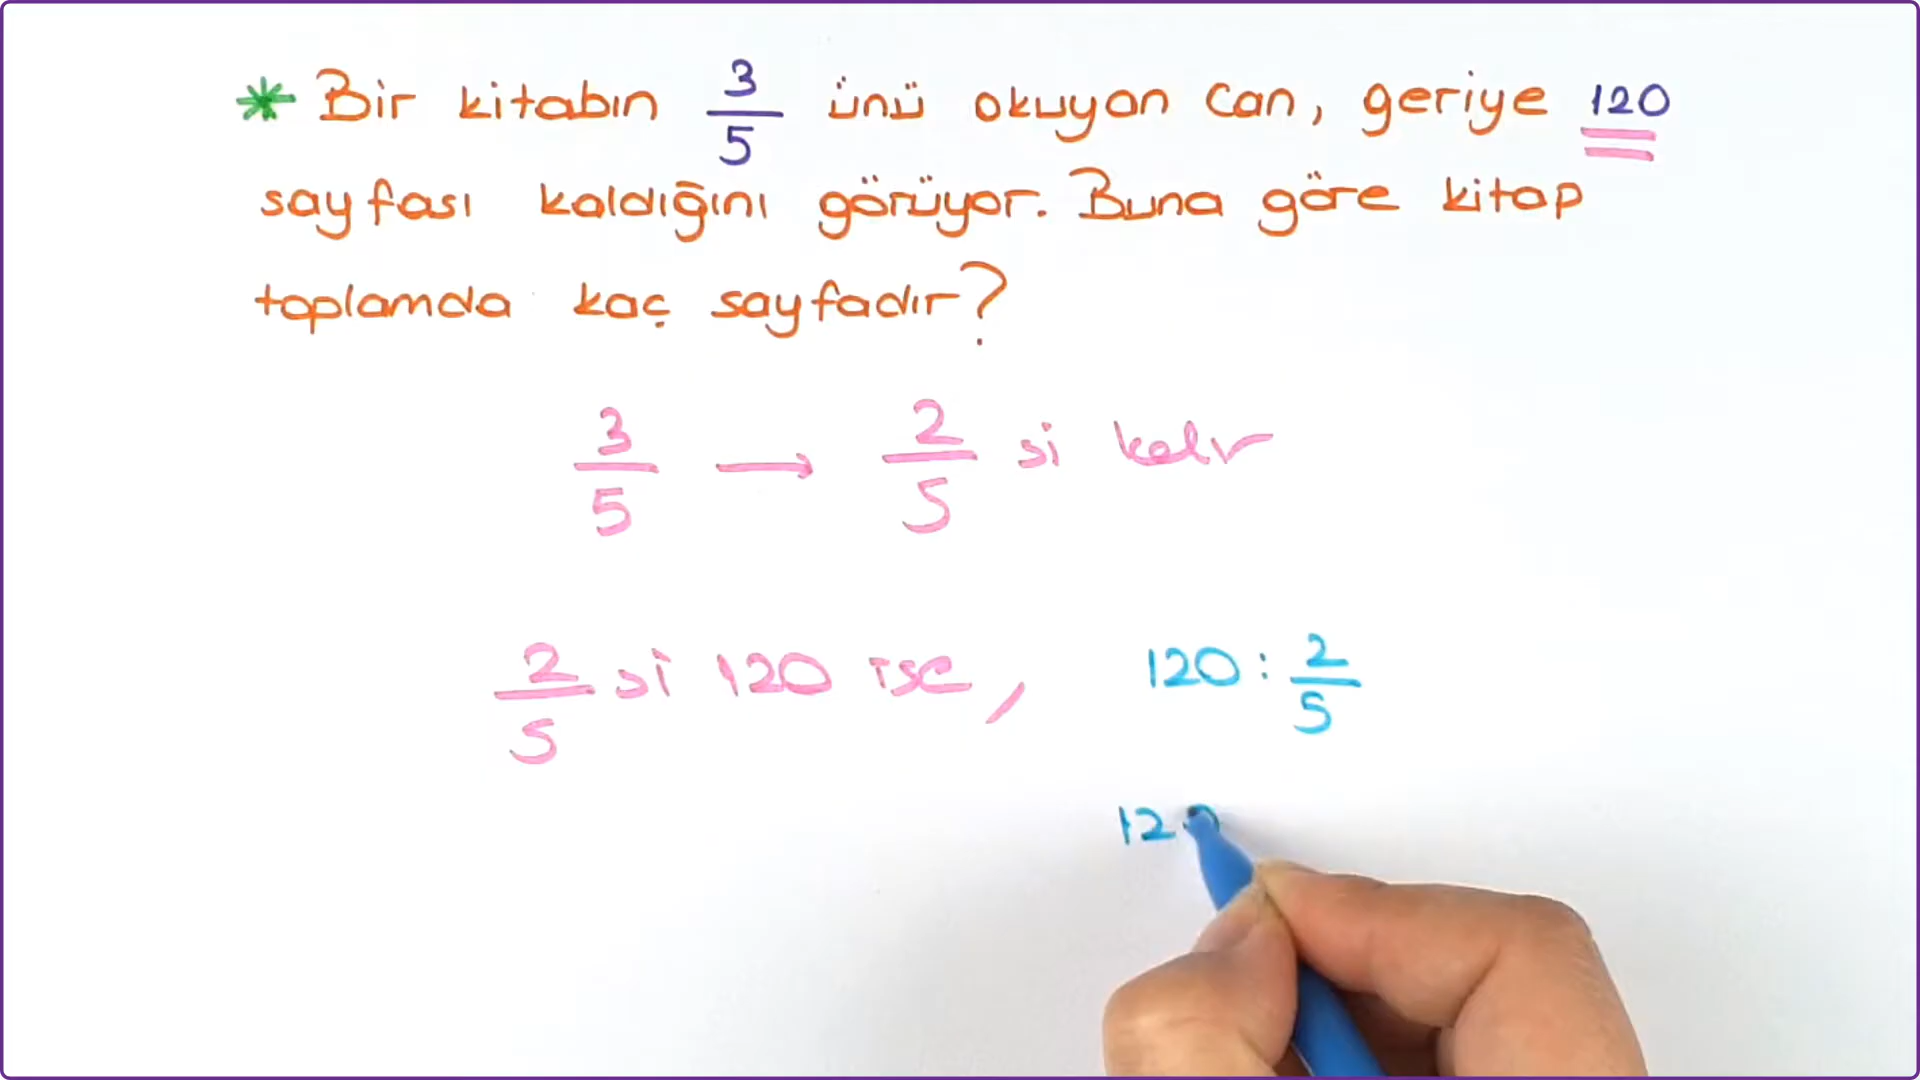 * Bir kitabın 3/5 ünü okuyan Can, geriye 120
sayfası kaldığını görüyor. Buna göre kitap
toplamda kaç sayfadır?
3/5 → 2/5 si kalır
2/5 si 120 ise, 120 : 2/5
120